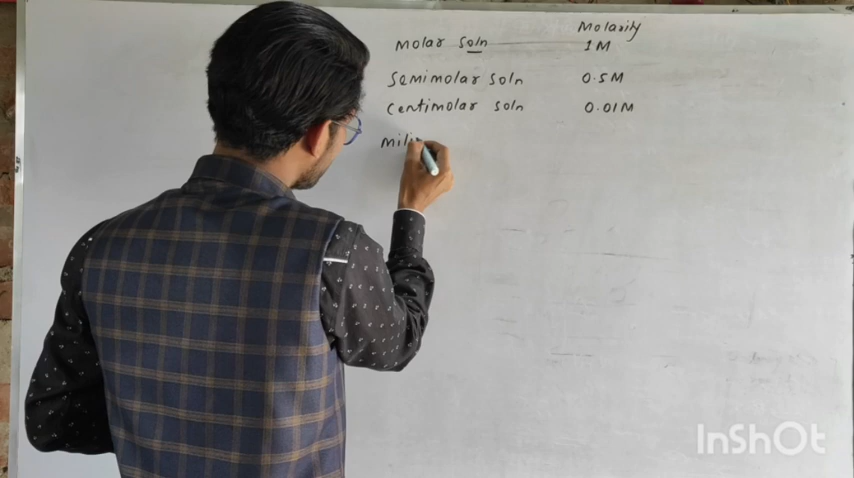 Molarity
Molar soln 1M
Semimolar soln 0.5M
Centimolar soln 0.01M
mili
InShOt